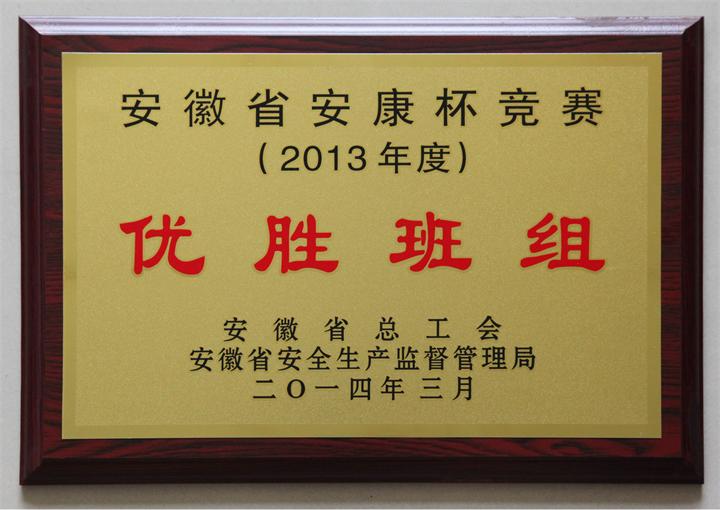 安徽省安康杯竞赛
（2013年度）
优胜班组
安徽省总工会
安徽省安全生产监督管理局
二〇一四年三月